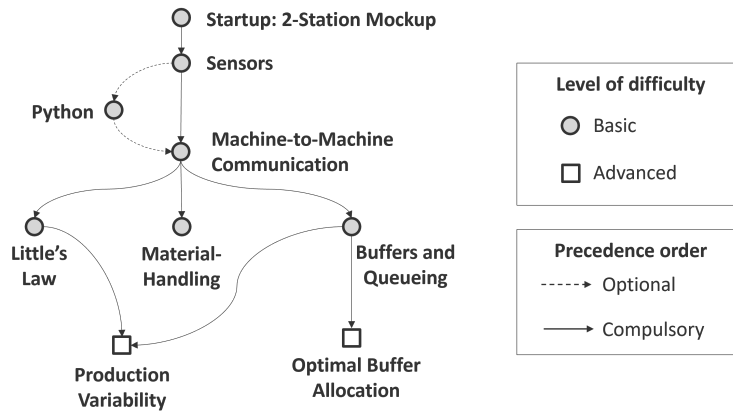 Startup: 2-Station Mockup
Sensors
Python
Machine-to-Machine
Communication
Little's
Law
Material-
Handling
Buffers and
Queueing
Production
Variability
Optimal Buffer
Allocation
Level of difficulty
Basic
Advanced
Precedence order
Optional
Compulsory